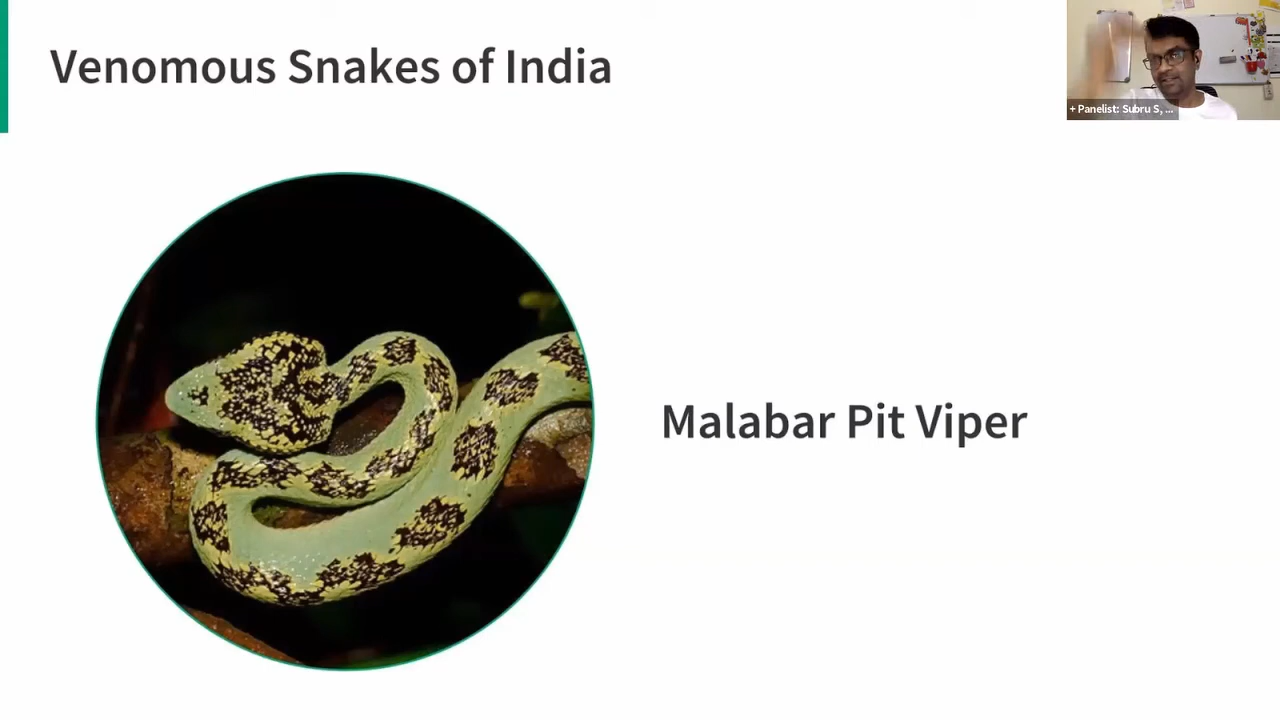 Venomous Snakes of India
+ Panelist: Subru S, ...
Malabar Pit Viper